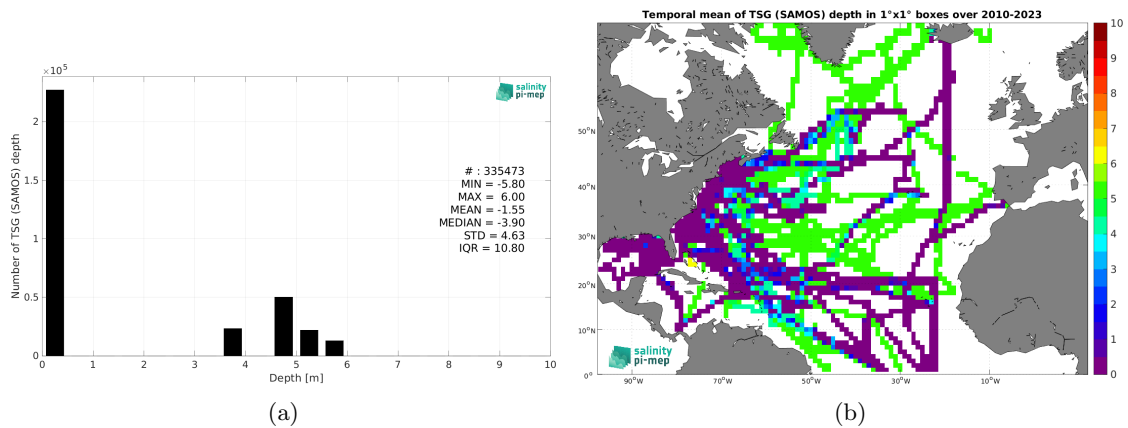 ×10⁵
2
1.5
1
0.5
0
Number of TSG (SAMOS) depth
salinity
pi-mep
# : 335473
MIN = -5.80
MAX = 6.00
MEAN = -1.55
MEDIAN = -3.90
STD = 4.63
IQR = 10.80
0 1 2 3 4 5 6 7 8 9 10
Depth [m]
(a)
Temporal mean of TSG (SAMOS) depth in 1°x1° boxes over 2010-2023
50°N
40°N
30°N
20°N
10°N
0°
90°W 70°W 50°W 30°W 10°W
salinity
pi-mep
10
9
8
7
6
5
4
3
2
1
0
(b)